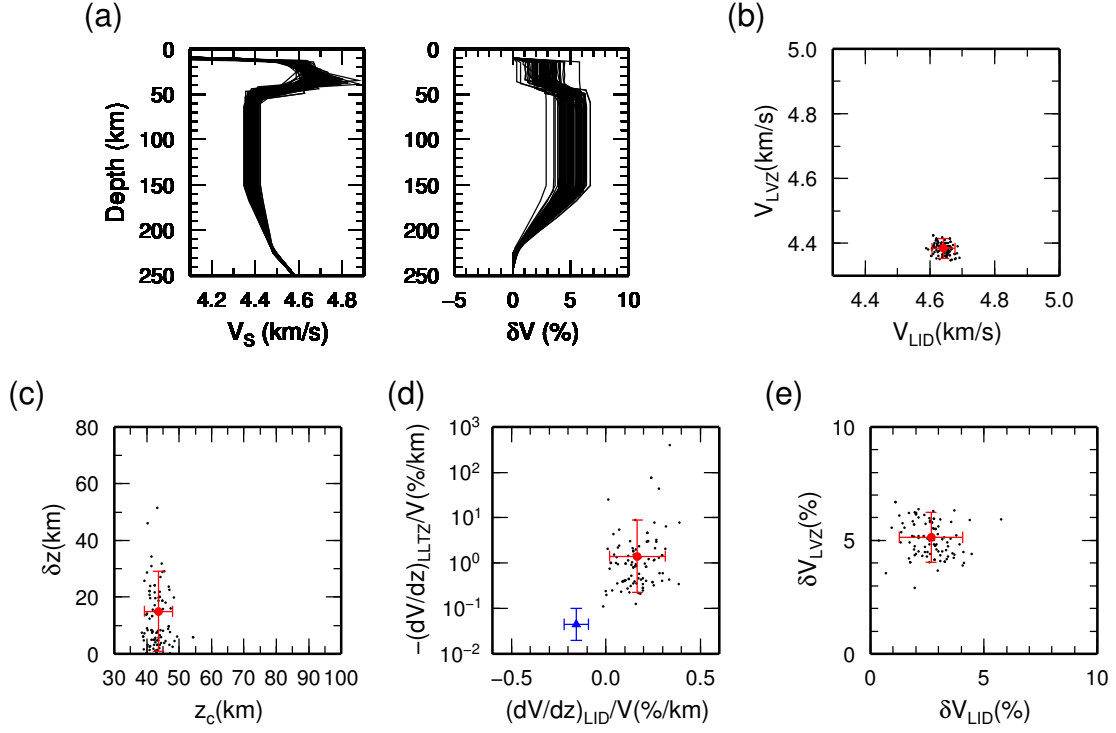 (a)
0
50
100
150
200
250
Depth (km)
4.2 4.4 4.6 4.8
V_S (km/s)
0
50
100
150
200
250
−5 0 5 10
δV (%)
(b)
5.0
4.8
4.6
4.4
V_LVZ(km/s)
4.4 4.6 4.8 5.0
V_LID(km/s)
(c)
80
60
40
20
0
δz(km)
30 40 50 60 70 80 90 100
z_c(km)
(d)
10^3
10^2
10^1
10^0
10^−1
10^−2
−(dV/dz)_LLTZ/V(%/km)
−0.5 0.0 0.5
(dV/dz)_LID/V(%/km)
(e)
10
5
0
δV_LVZ(%)
0 5 10
δV_LID(%)